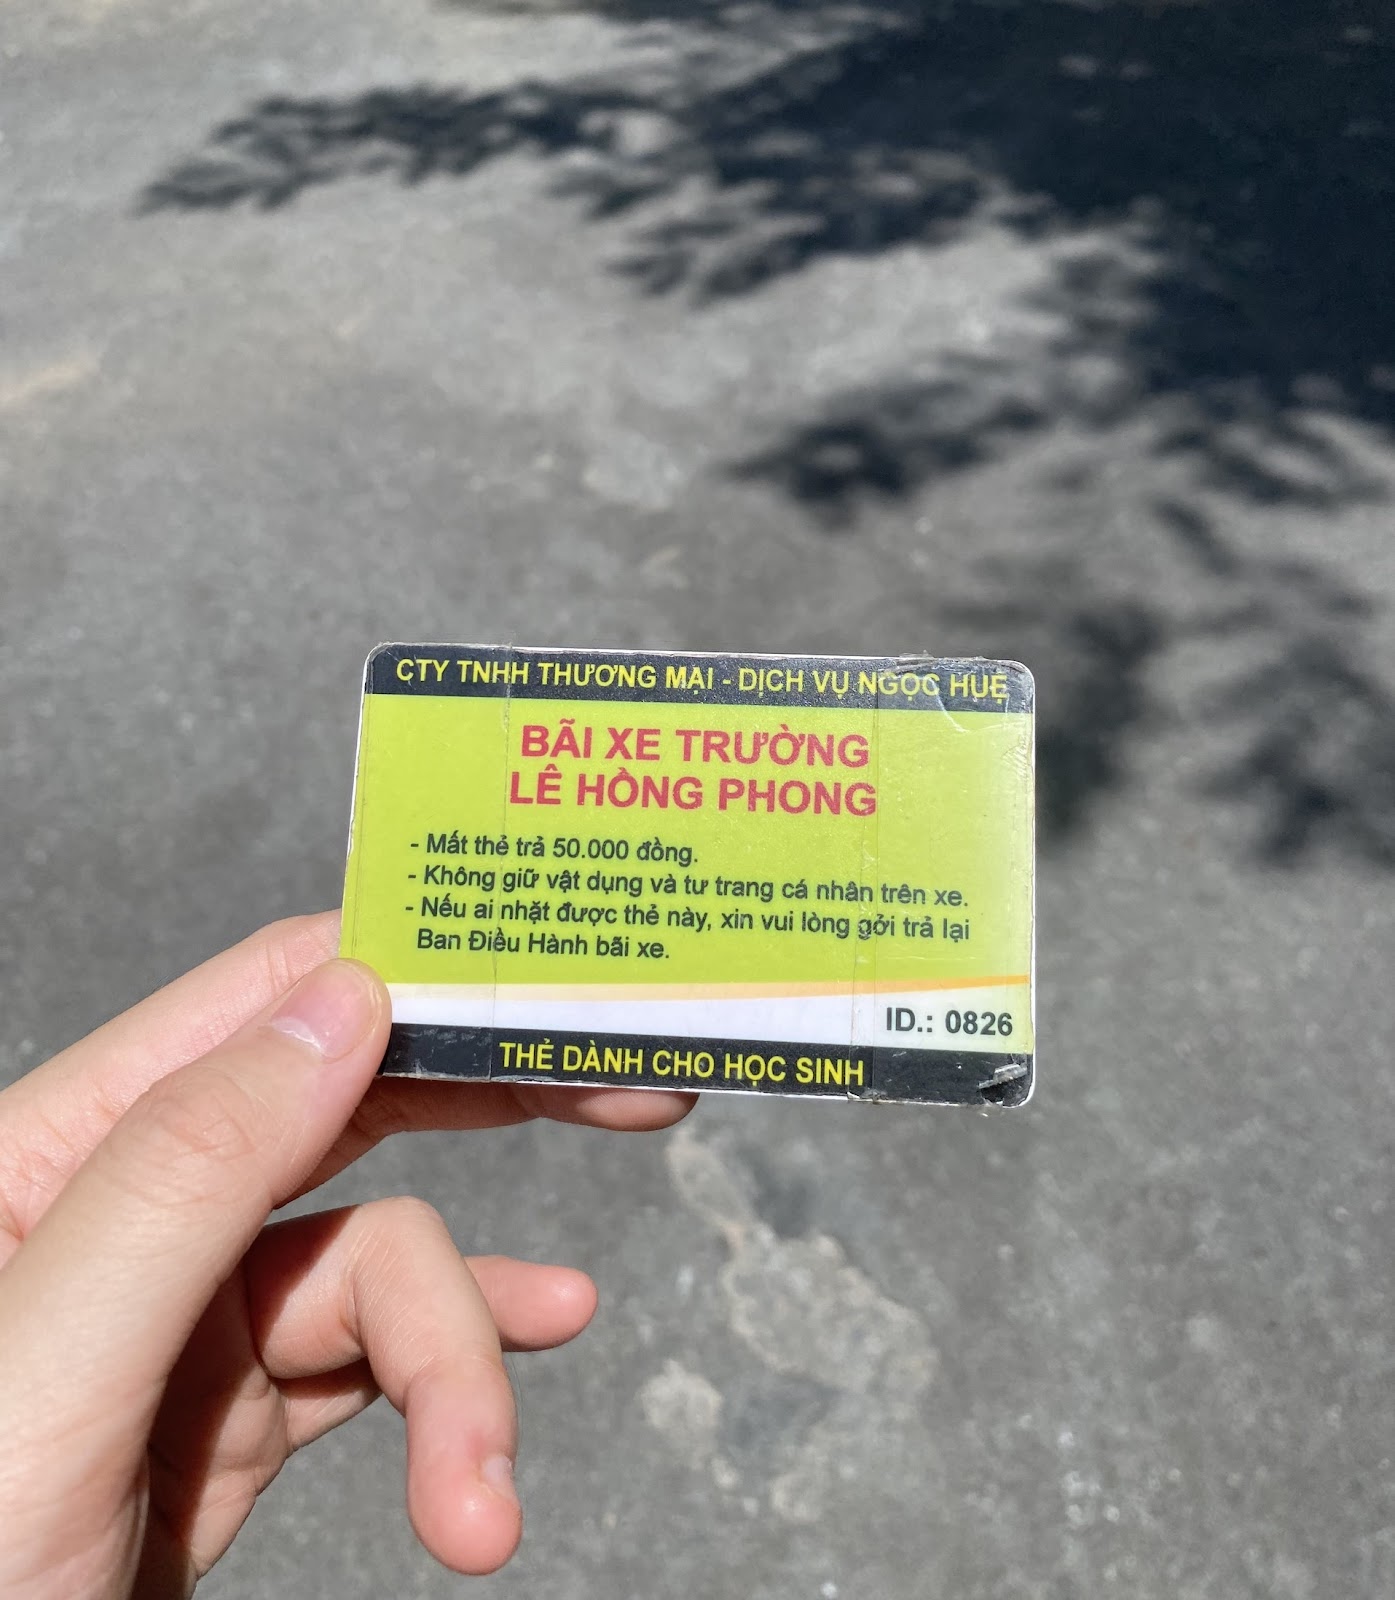 CTY TNHH THƯƠNG MẠI - DỊCH VỤ NGỌC HUỆ
BÃI XE TRƯỜNG
LÊ HỒNG PHONG
- Mất thẻ trả 50.000 đồng.
- Không giữ vật dụng và tư trang cá nhân trên xe.
- Nếu ai nhặt được thẻ này, xin vui lòng gởi trả lại
Ban Điều Hành bãi xe.
ID.: 0826
THẺ DÀNH CHO HỌC SINH